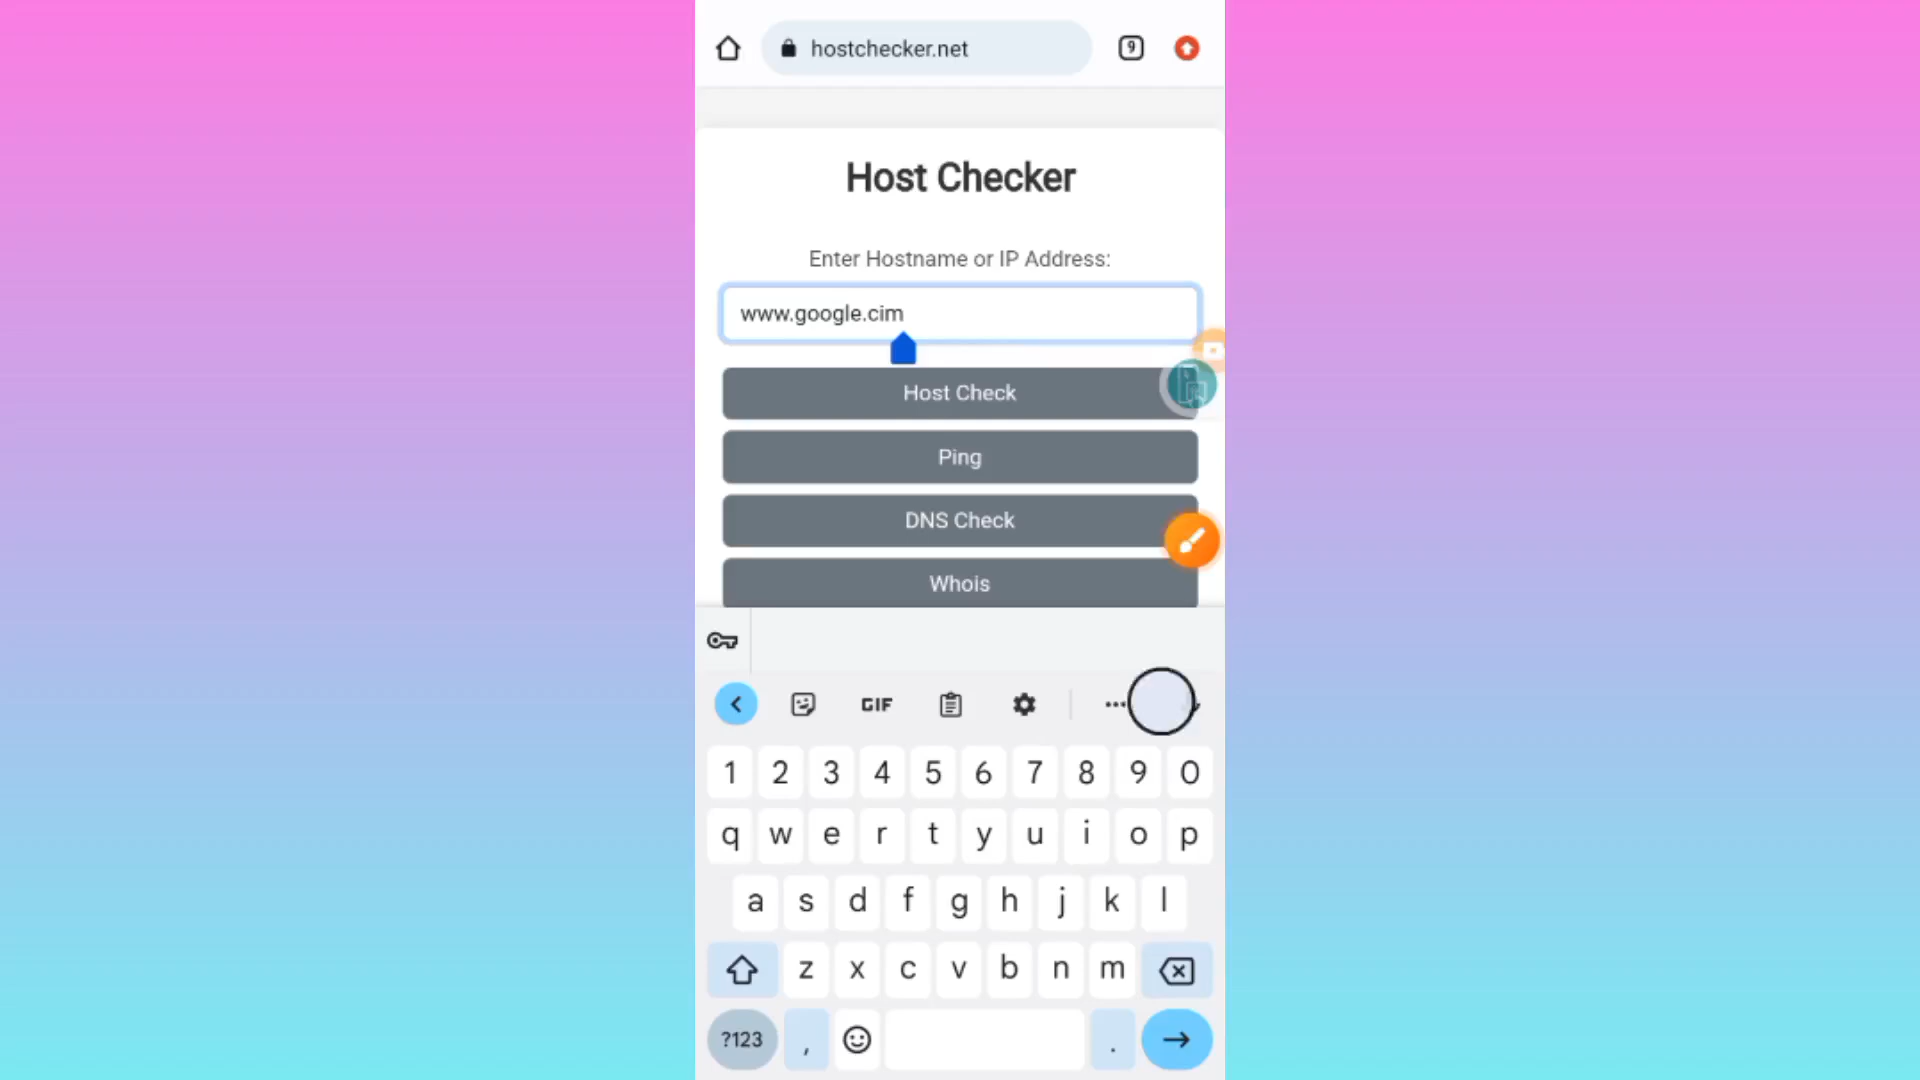 hostchecker.net 9
Host Checker
Enter Hostname or IP Address:
www.google.cim
Host Check
Ping
DNS Check
Whois
GIF
1 2 3 4 5 6 7 8 9 0
q w e r t y u i o p
a s d f g h j k l
z x c v b n m
?123 , .